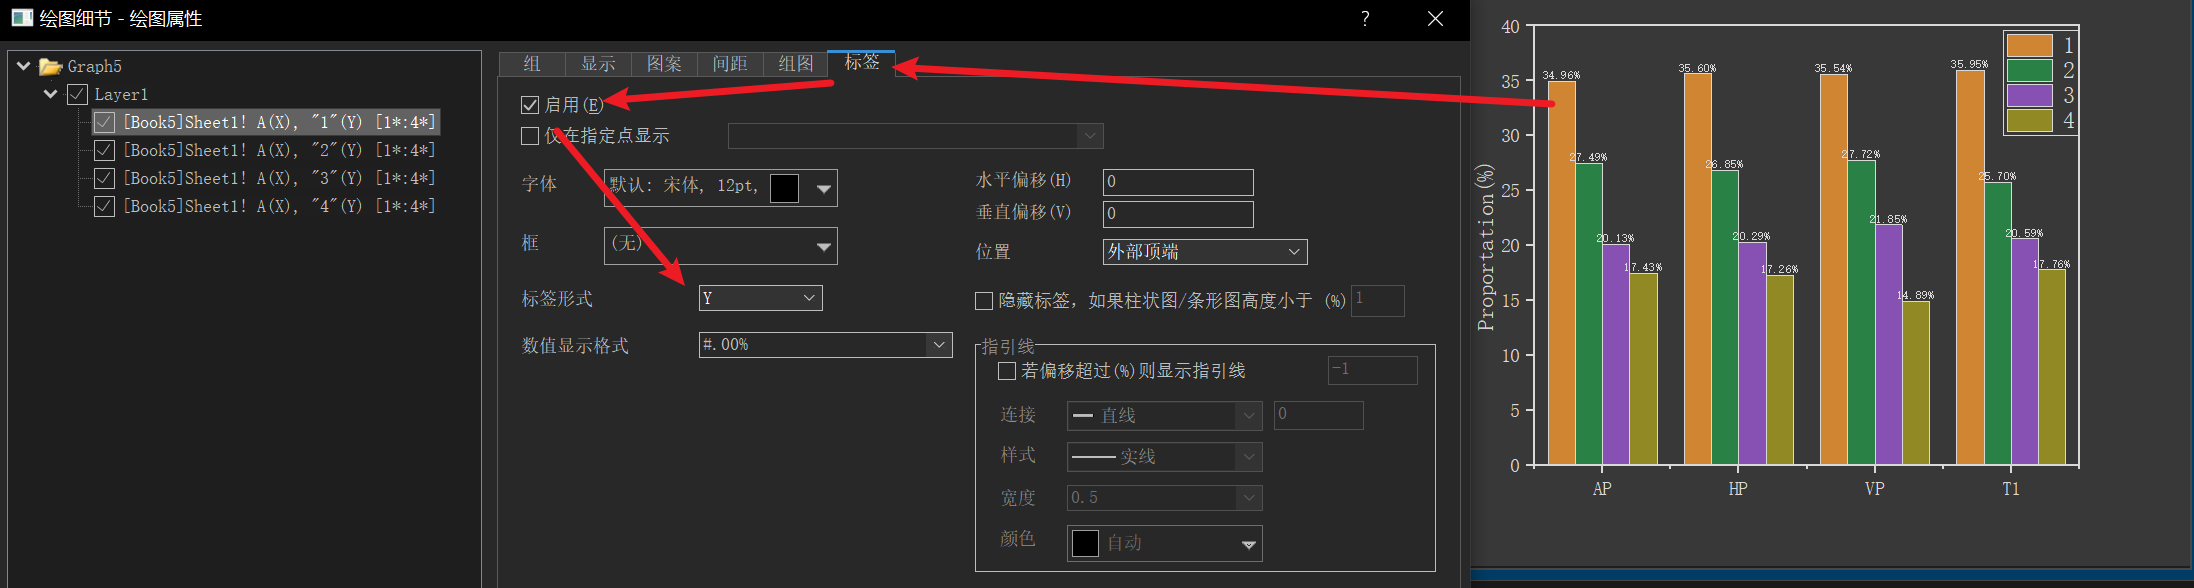 绘图细节 - 绘图属性
?
Graph5
Layer1
[Book5]Sheet1! A(X), "1"(Y) [1*:4*]
[Book5]Sheet1! A(X), "2"(Y) [1*:4*]
[Book5]Sheet1! A(X), "3"(Y) [1*:4*]
[Book5]Sheet1! A(X), "4"(Y) [1*:4*]
组 显示 图案 间距 组图 标签
启用(E)
仅在指定点显示
字体 默认: 宋体, 12pt,
框 (无)
标签形式 Y
数值显示格式 #.00%
水平偏移(H) 0
垂直偏移(V) 0
位置 外部顶端
隐藏标签，如果柱状图/条形图高度小于 (%) 1
指引线
若偏移超过(%)则显示指引线 -1
连接 直线 0
样式 实线
宽度 0.5
颜色 自动
Proportation(%)
40
35
30
25
20
15
10
5
0
34.96% 27.49% 20.13% 17.43%
35.60% 26.85% 20.29% 17.26%
35.54% 27.72% 21.85% 14.89%
35.95% 25.70% 20.59% 17.76%
AP HP VP T1
1
2
3
4